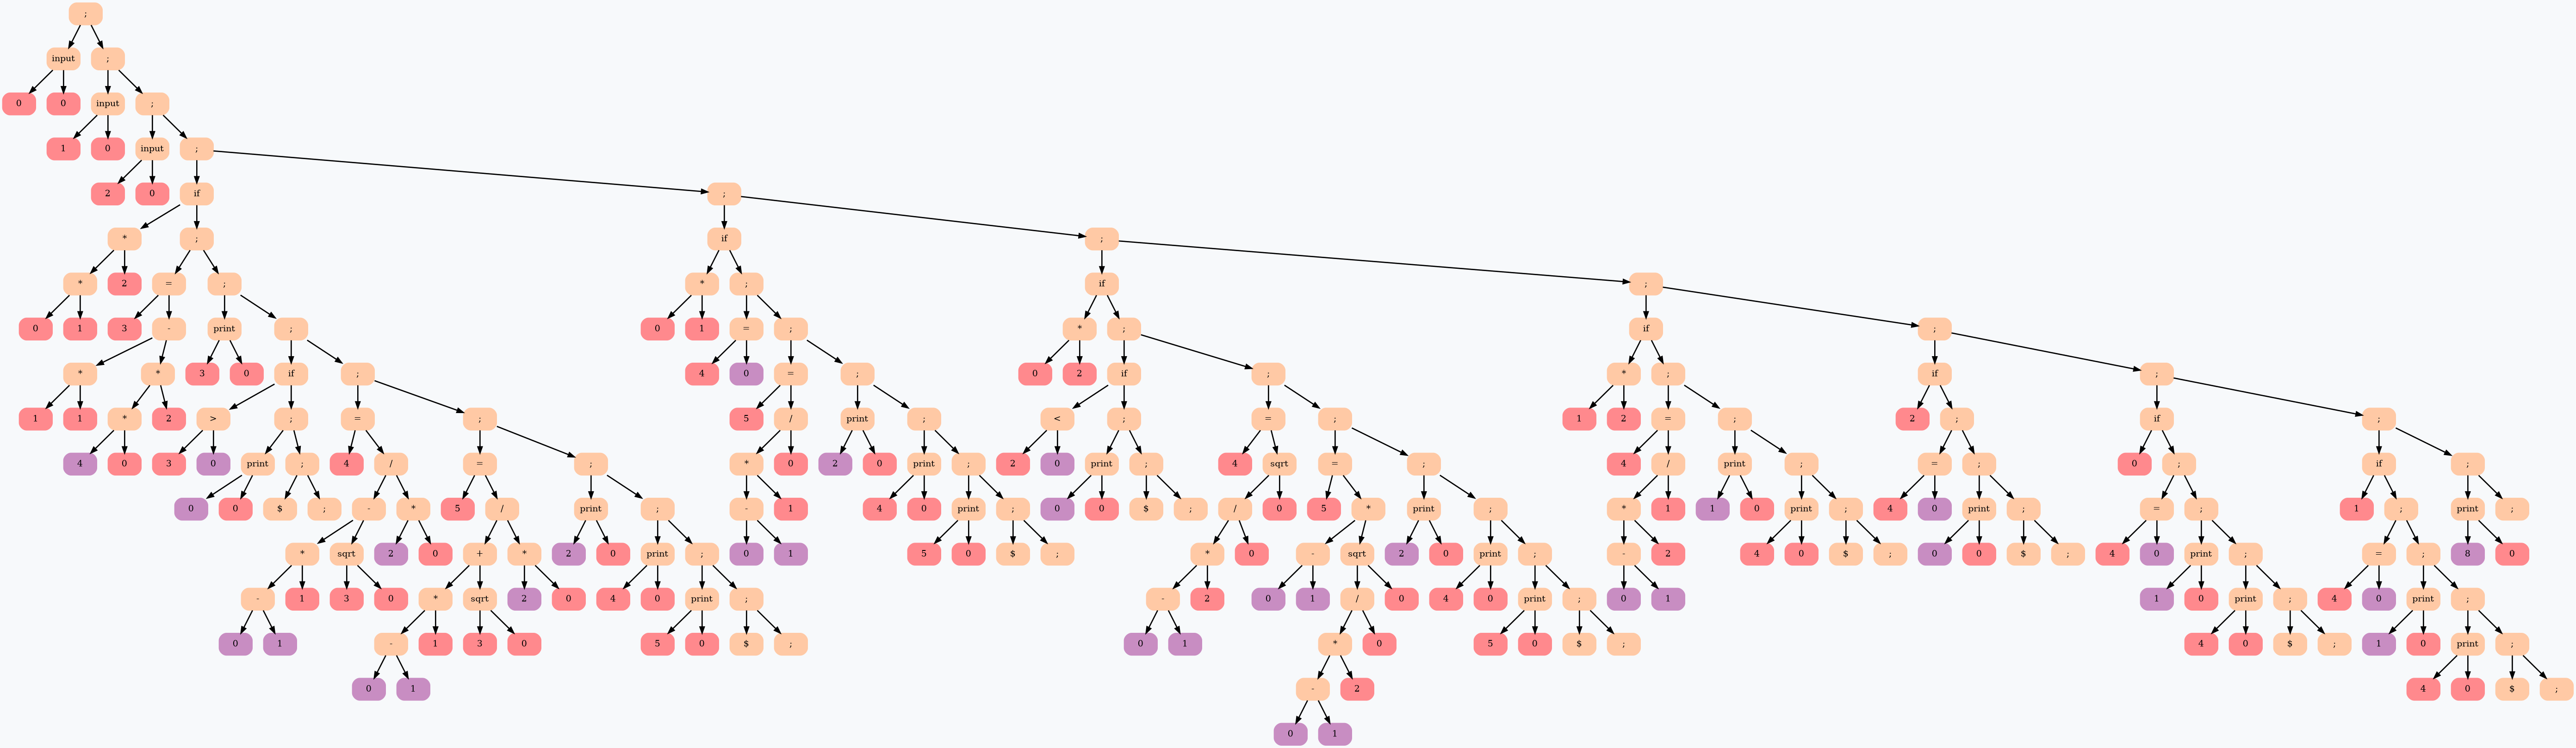 ;
input ;
0 0 input ;
1 0 input ;
2 0 if ;
* ; if ;
* 2 = ; * ; if ;
0 1 3 - print ; 0 1 = ; * ; if ;
* * 3 0 if ; 4 0 = ; 0 2 if ; * ; if ;
1 1 * 2 > ; = ; 5 / print ; < ; = ; 1 2 = ; 2 ; if ;
4 0 3 0 print ; 4 / = ; * 0 2 0 print ; 2 0 print ; 4 sqrt = ; 4 / print ; = ; 0 ; if ;
0 0 $ ; - * 5 / print ; - 1 4 0 print ; 0 0 $ ; / 0 5 * print ; * 1 1 0 print ; 4 0 print ; = ; 1 ; print ;
* sqrt 2 0 + * 2 0 print ; 0 1 5 0 $ ; * 0 - sqrt 2 0 print ; - 2 4 0 $ ; 0 0 $ ; 4 0 print ; = ; 8 0
- 1 3 0 * sqrt 2 0 4 0 print ; - 2 0 1 / 0 4 0 print ; 0 1 1 0 print ; 4 0 print ;
0 1 - 1 3 0 5 0 $ ; 0 1 * 0 5 0 $ ; 4 0 $ ; 1 0 print ;
0 1 - 2 4 0 $ ;
0 1